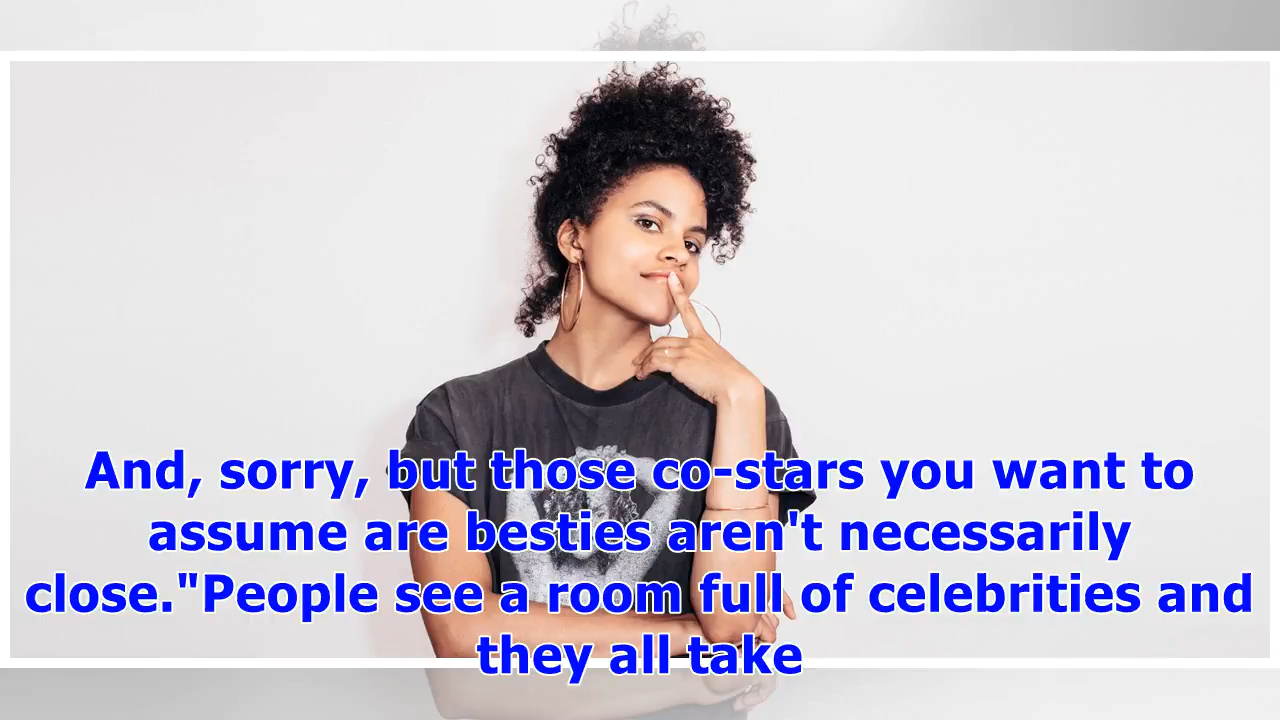 And, sorry, but those co-stars you want to
assume are besties aren't necessarily
close."People see a room full of celebrities and
they all take